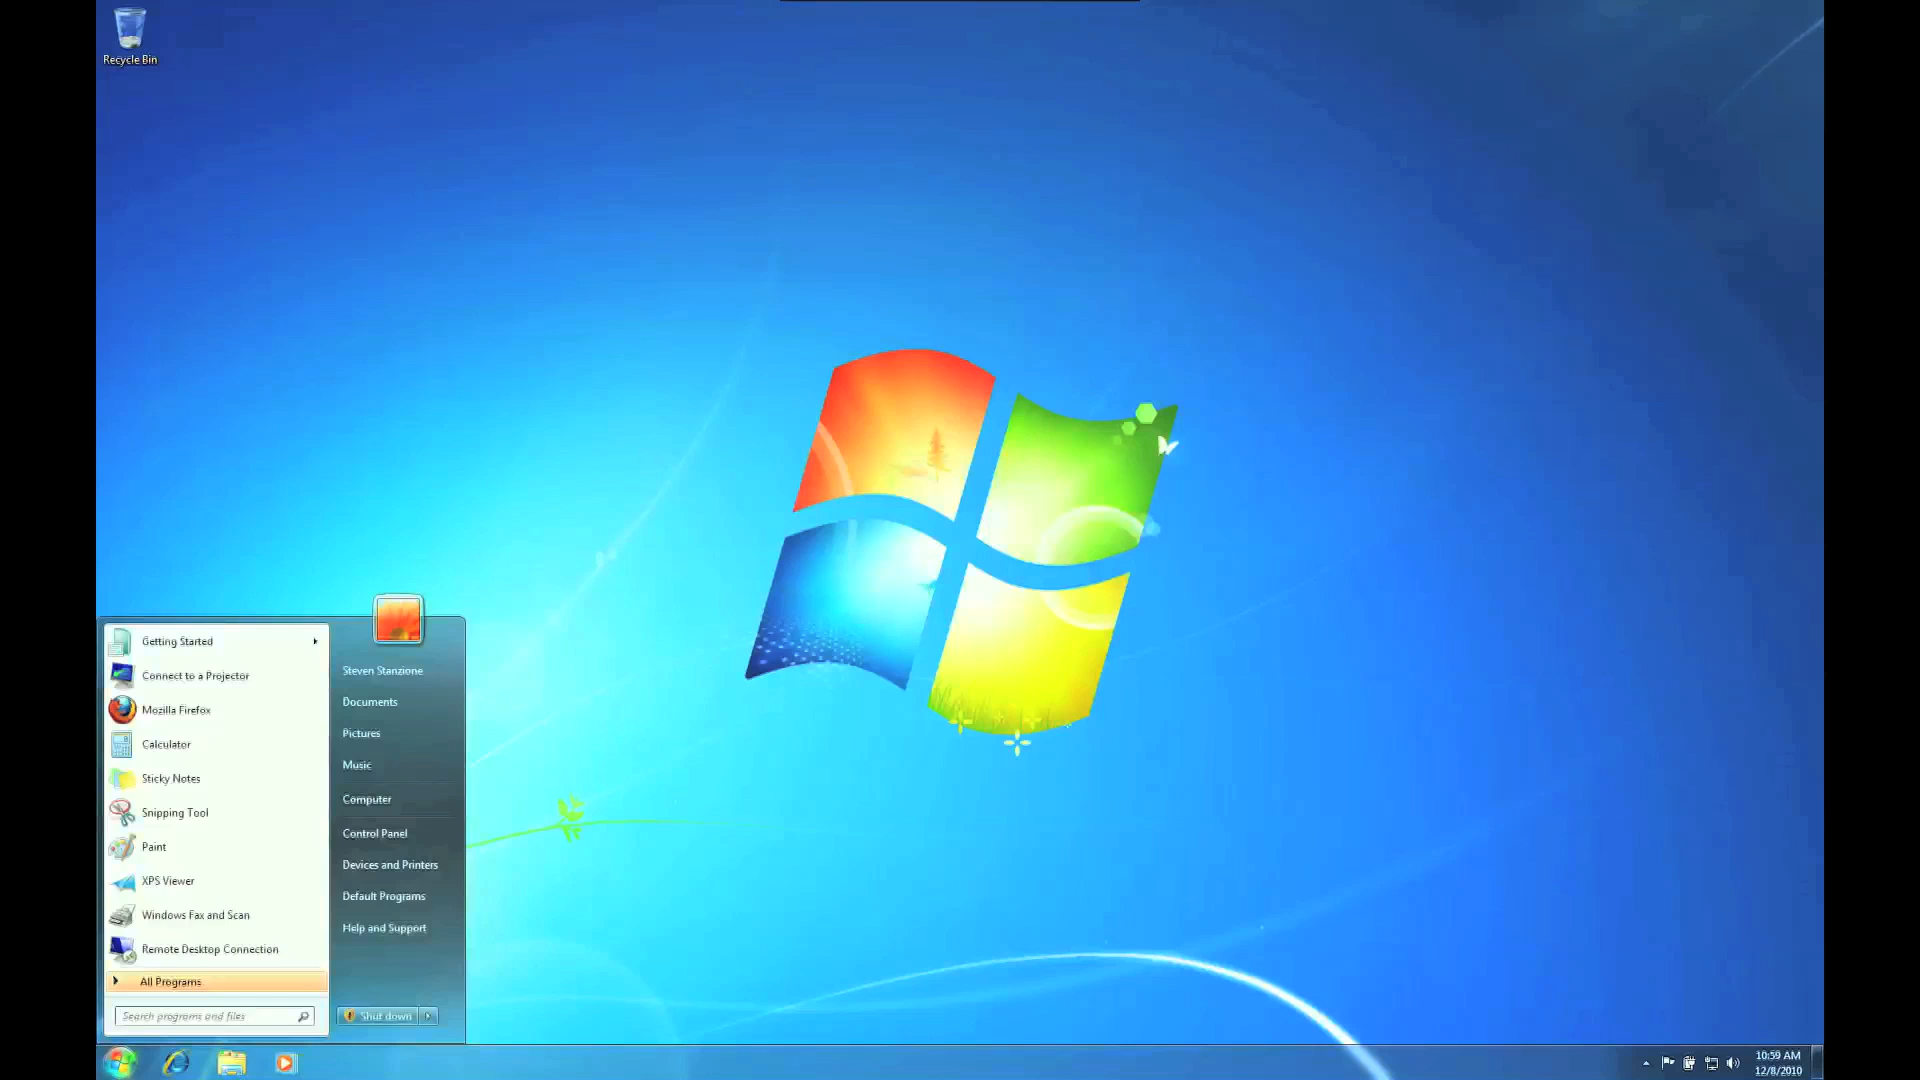 Recycle Bin
Getting Started
Connect to a Projector
Mozilla Firefox
Calculator
Sticky Notes
Snipping Tool
Paint
XPS Viewer
Windows Fax and Scan
Remote Desktop Connection
All Programs
Search programs and files
Steven Stanzione
Documents
Pictures
Music
Computer
Control Panel
Devices and Printers
Default Programs
Help and Support
Shut down
10:59 AM
12/8/2010